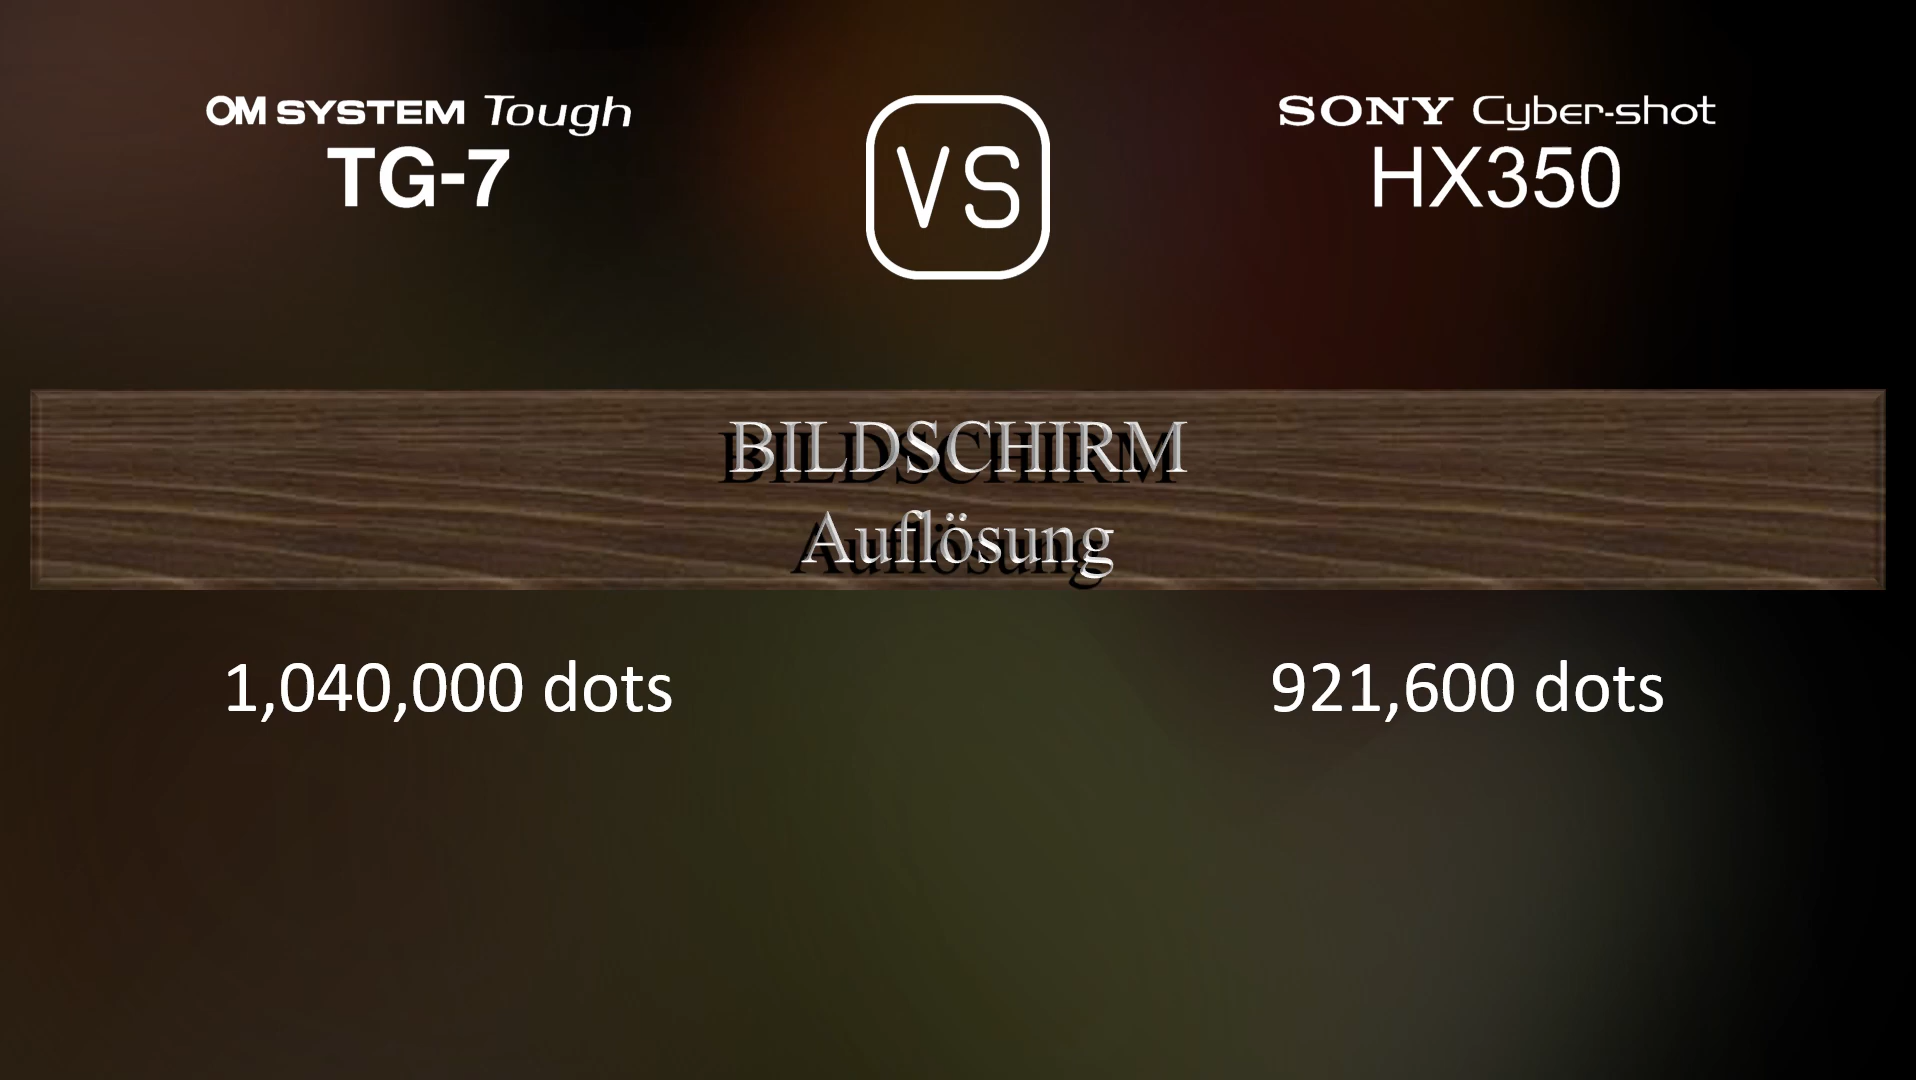 OM SYSTEM Tough
TG-7
VS
SONY Cyber-shot
HX350
BILDSCHIRM
Auflösung
1,040,000 dots
921,600 dots